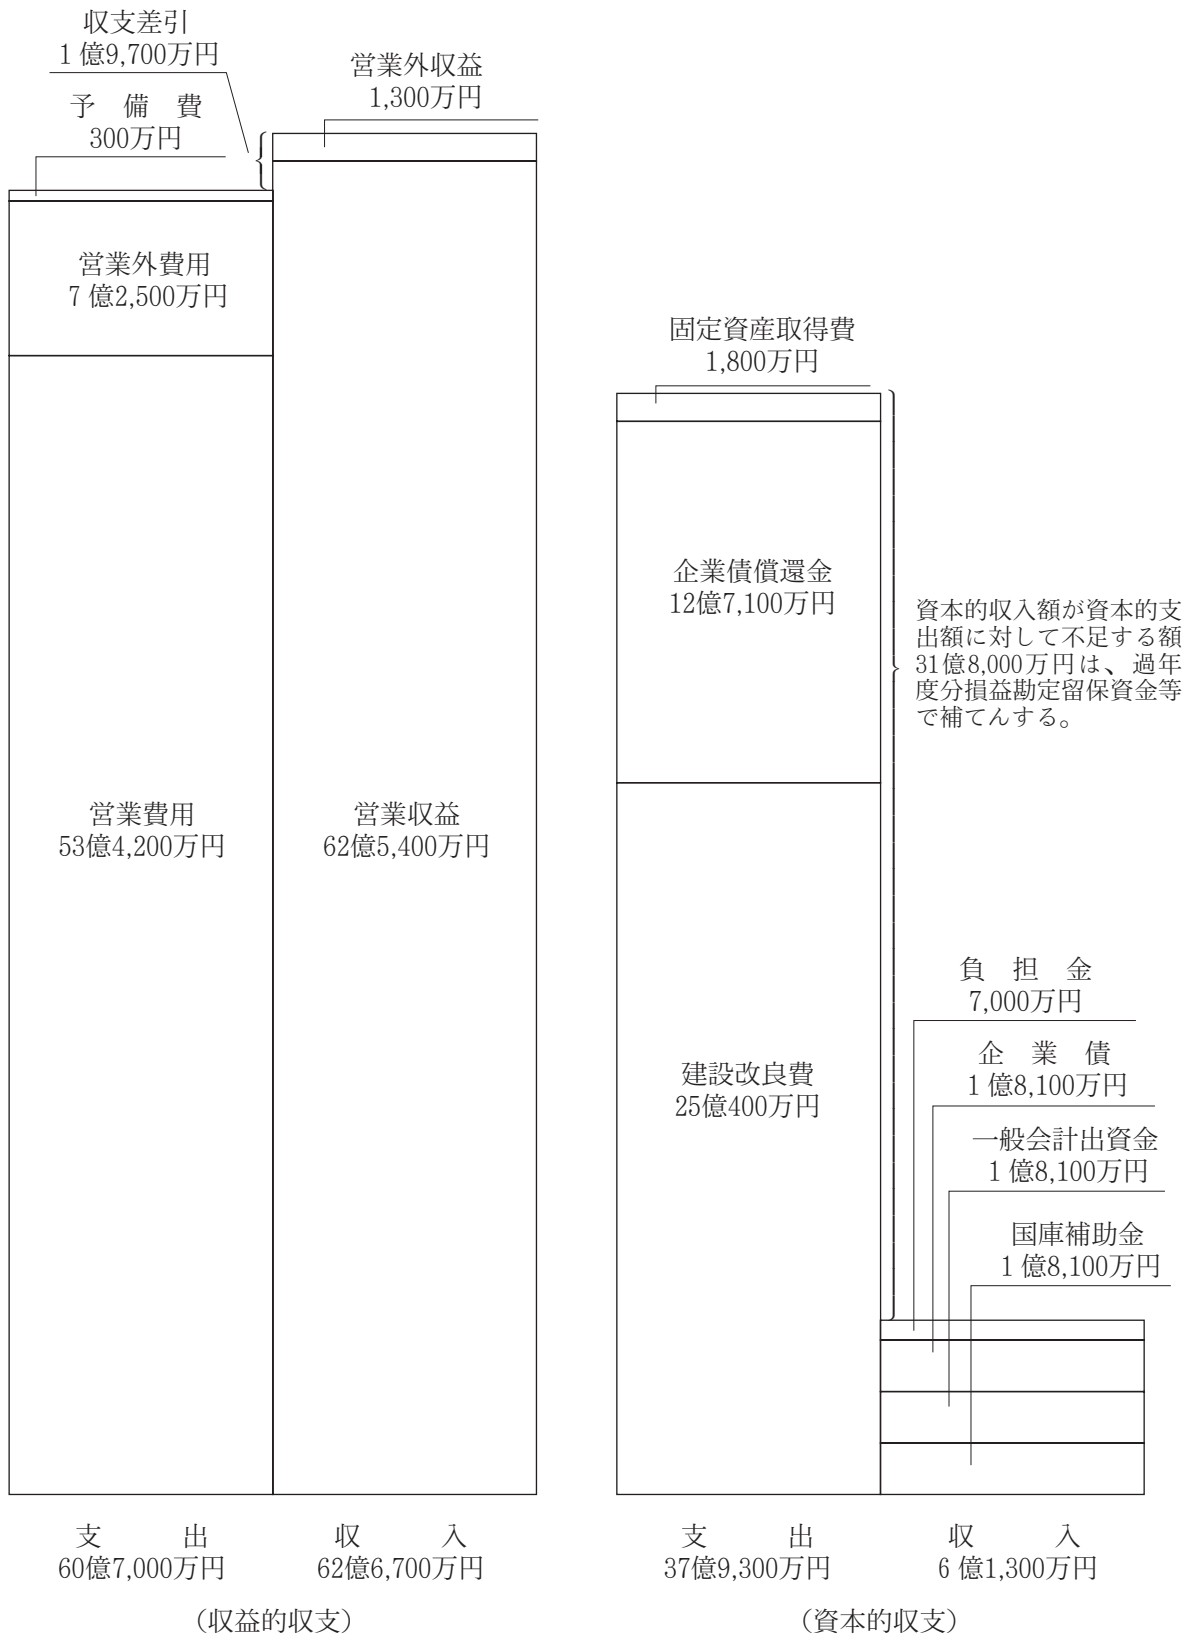 収支差引
1億9,700万円
予備費
300万円
営業外収益
1,300万円
営業外費用
7億2,500万円
営業費用
53億4,200万円
営業収益
62億5,400万円
支出
60億7,000万円
収入
62億6,700万円
(収益的収支)
固定資産取得費
1,800万円
企業債償還金
12億7,100万円
資本的収入額が資本的支
出額に対して不足する額
31億8,000万円は、過年
度分損益勘定留保資金等
で補てんする。
建設改良費
25億400万円
負担金
7,000万円
企業債
1億8,100万円
一般会計出資金
1億8,100万円
国庫補助金
1億8,100万円
支出
37億9,300万円
収入
6億1,300万円
(資本的収支)